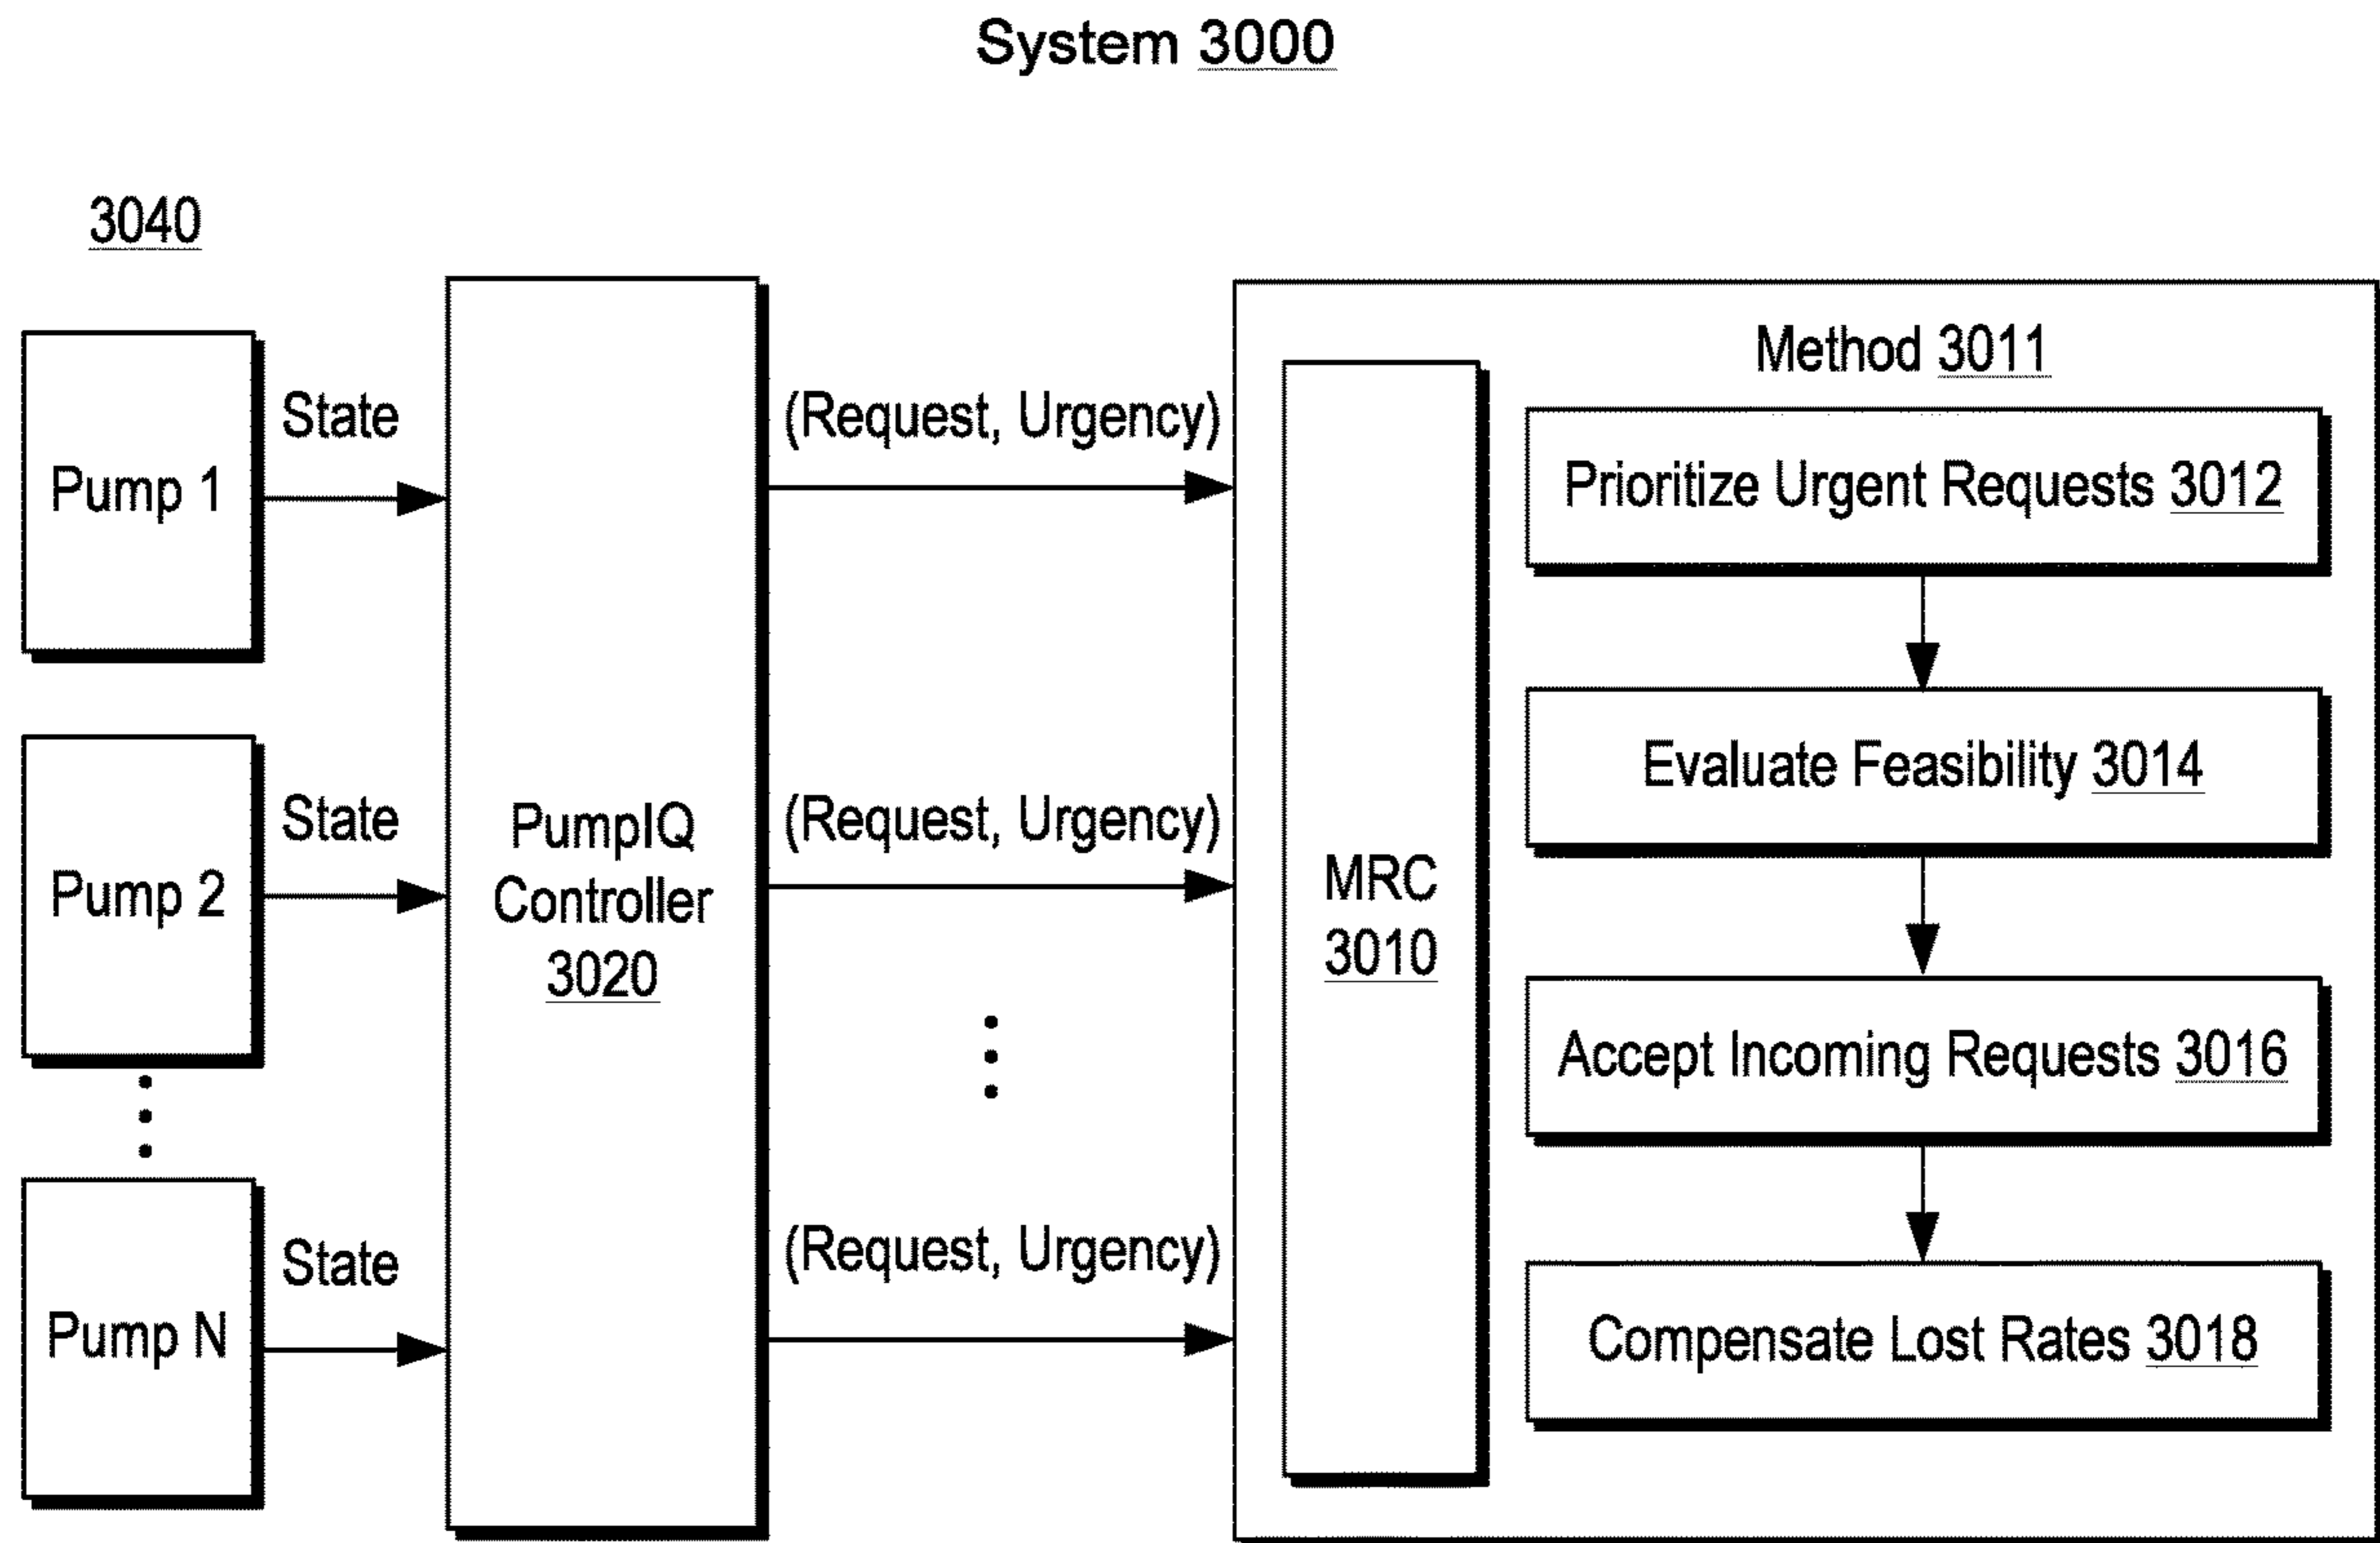 System 3000
3040
Pump 1
State
Pump 2
State
Pump N
State
PumpIQ
Controller
3020
(Request, Urgency)
(Request, Urgency)
(Request, Urgency)
MRC
3010
Method 3011
Prioritize Urgent Requests 3012
Evaluate Feasibility 3014
Accept Incoming Requests 3016
Compensate Lost Rates 3018